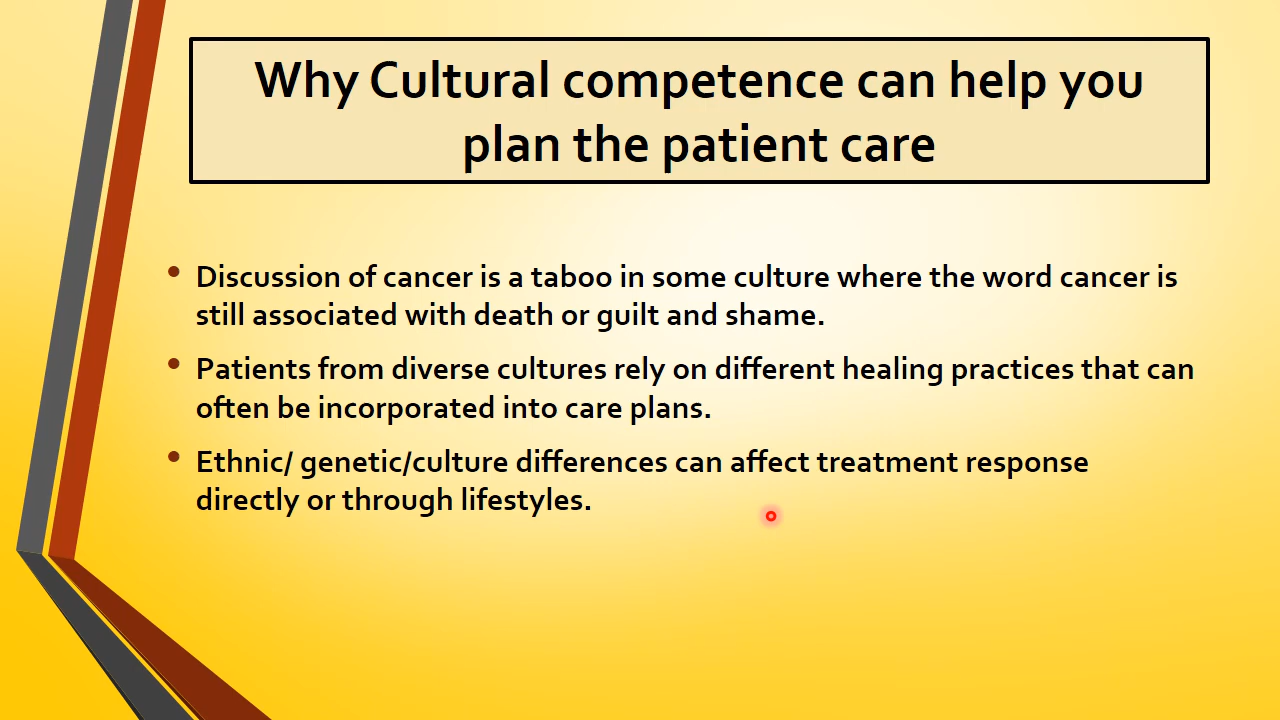 Why Cultural competence can help you
plan the patient care
• Discussion of cancer is a taboo in some culture where the word cancer is
still associated with death or guilt and shame.
• Patients from diverse cultures rely on different healing practices that can
often be incorporated into care plans.
• Ethnic/ genetic/culture differences can affect treatment response
directly or through lifestyles.